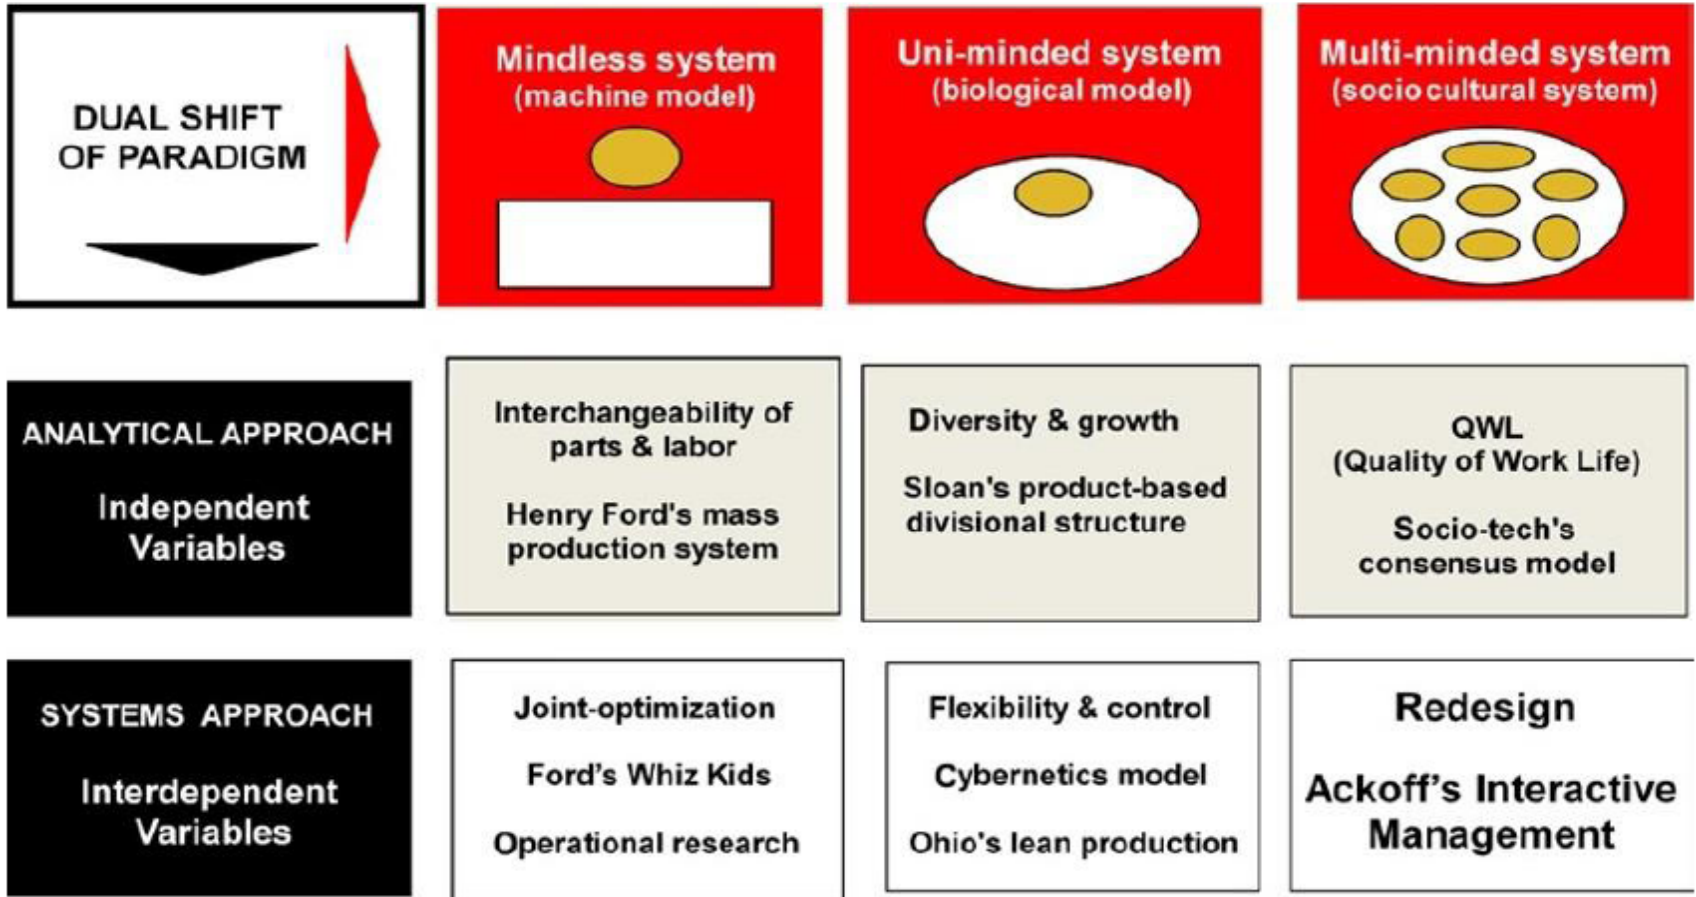 DUAL SHIFT
OF PARADIGM
Mindless system
(machine model)
Uni-minded system
(biological model)
Multi-minded system
(socio cultural system)
ANALYTICAL APPROACH
Independent
Variables
Interchangeability of
parts & labor
Henry Ford's mass
production system
Diversity & growth
Sloan's product-based
divisional structure
QWL
(Quality of Work Life)
Socio-tech's
consensus model
SYSTEMS APPROACH
Interdependent
Variables
Joint-optimization
Ford’s Whiz Kids
Operational research
Flexibility & control
Cybernetics model
Ohio's lean production
Redesign
Ackoff’s Interactive
Management